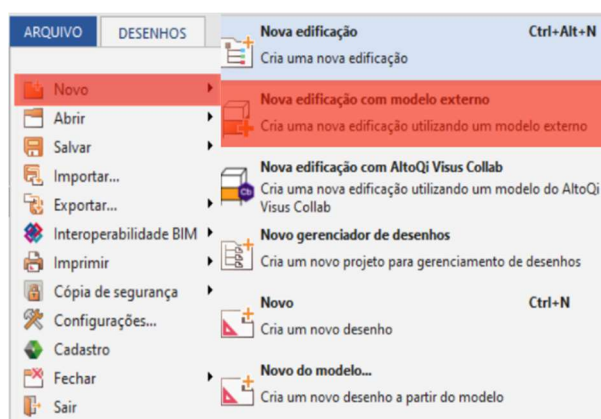 ARQUIVO
DESENHOS
Novo
Abrir
Salvar
Importar...
Exportar...
Interoperabilidade BIM
Imprimir
Cópia de segurança
Configurações...
Cadastro
Fechar
Sair
Nova edificação Ctrl+Alt+N
Cria uma nova edificação
Nova edificação com modelo externo
Cria uma nova edificação utilizando um modelo externo
Nova edificação com AltoQi Visus Collab
Cria uma nova edificação utilizando um modelo do AltoQi
Visus Collab
Cb
Novo gerenciador de desenhos
Cria um novo projeto para gerenciamento de desenhos
Novo Ctrl+N
Cria um novo desenho
Novo do modelo...
Cria um novo desenho a partir do modelo